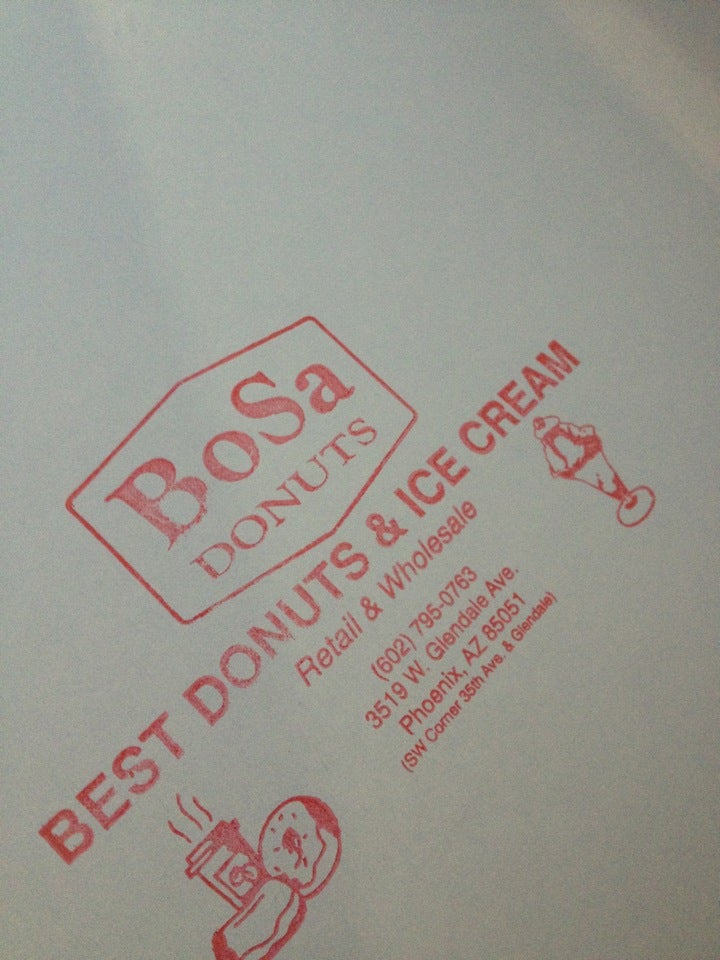 BoSa
DONUTS
BEST DONUTS & ICE CREAM
Retail & Wholesale
(602) 795-0763
3519 W. Glendale Ave.
Phoenix, AZ 85051
(SW Corner 35th Ave. & Glendale)